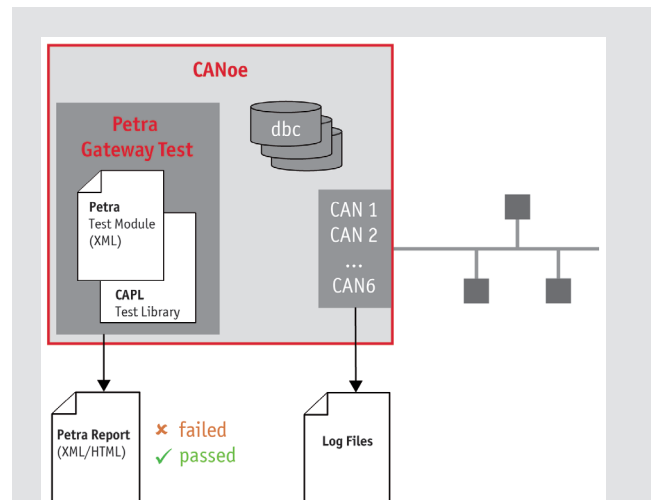 CANoe
Petra
Gateway Test
dbc
Petra
Test Module
(XML)
CAPL
Test Library
CAN 1
CAN 2
...
CAN6
Petra Report
(XML/HTML)
✘ failed
✓ passed
Log Files